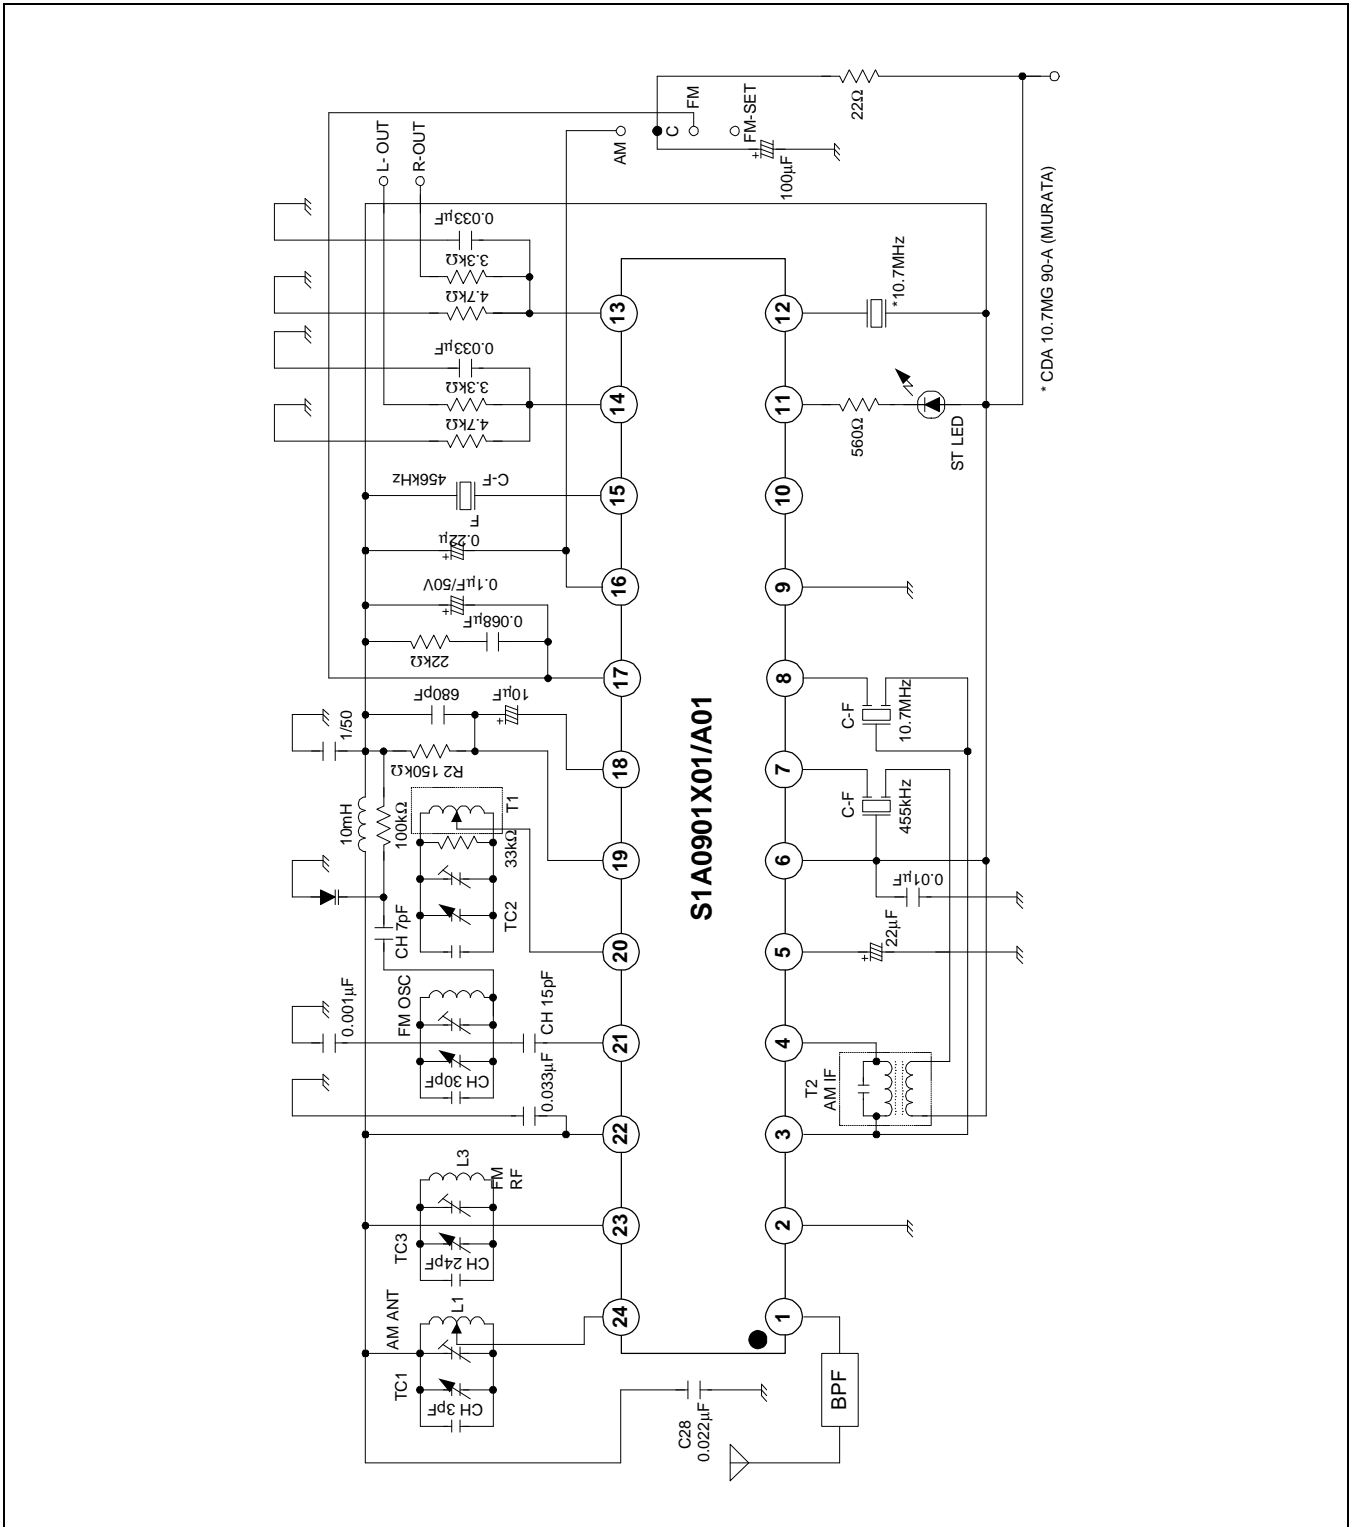 22Ω
FM
C
AM
FM-SET
100µF
L- OUT
R-OUT
* CDA 10.7MG 90-A (MURATA)
0.033µF
3.3kΩ
4.7kΩ
0.033µF
3.3kΩ
4.7kΩ
C-F
456kHz
F
0.22µ
0.1µF/50V
0.068µF
22kΩ
680pF
10µF
1/50
R2 150kΩ
10mH
100kΩ
T1
33kΩ
TC2
CH 7pF
0.001µF
FM OSC
CH 30pF
CH 15pF
0.033µF
L3
FM
RF
TC3
CH 24pF
AM ANT
L1
TC1
CH 3pF
13
14
15
16
17
18
19
20
21
22
23
24
S1A0901X01/A01
12
11
10
9
8
7
6
5
4
3
2
1
*10.7MHz
560Ω
ST LED
C-F
10.7MHz
C-F
455kHz
0.01µF
22µF
T2
AM IF
C28
0.022µF
BPF